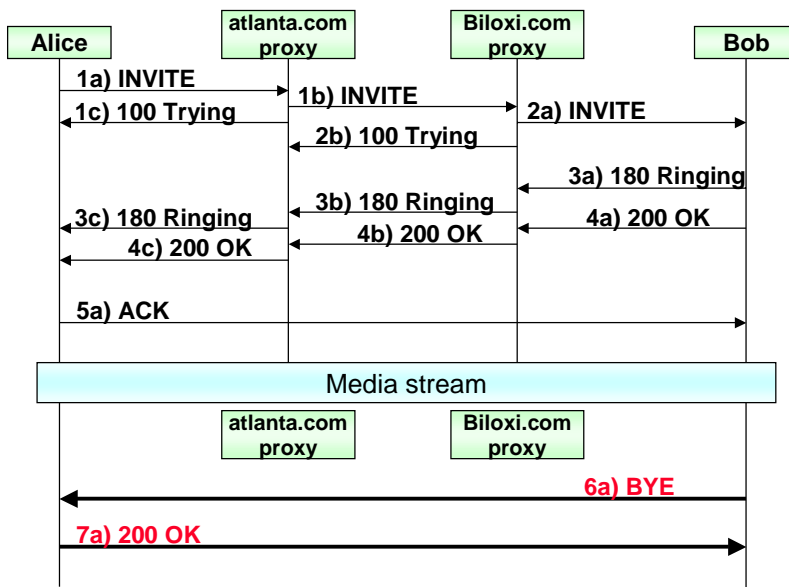 Alice
atlanta.com
proxy
Biloxi.com
proxy
Bob
1a) INVITE
1b) INVITE
1c) 100 Trying
2a) INVITE
2b) 100 Trying
3a) 180 Ringing
3b) 180 Ringing
3c) 180 Ringing
4a) 200 OK
4b) 200 OK
4c) 200 OK
5a) ACK
Media stream
atlanta.com
proxy
Biloxi.com
proxy
6a) BYE
7a) 200 OK